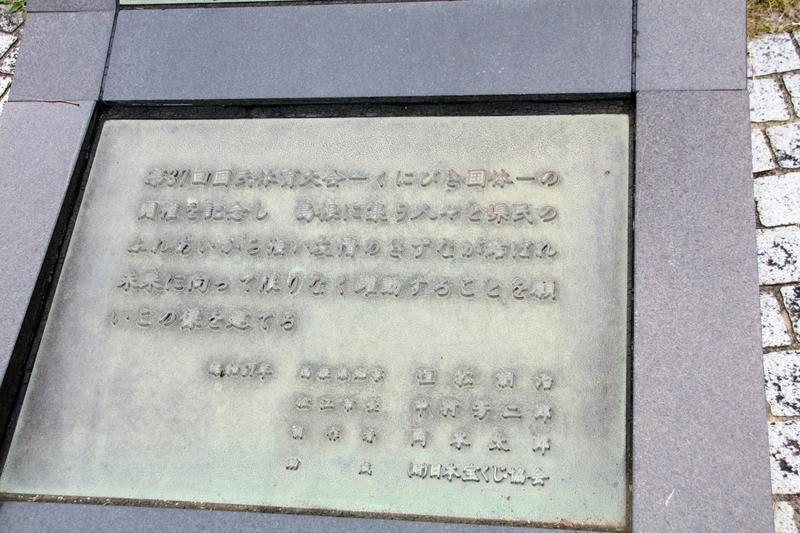 第37回国民体育大会ーくにびき国体ーの
開催を記念し 島根に集う人々と県民の
ふれあいから強い友情のきずなが結ばれ
未来に向って限りなく躍動することを願
いこの像を建てる
昭和57年 島根県知事 恒松制治
松江市長 中村芳二郎
制作者 岡本太郎
助成 (財)日本宝くじ協会